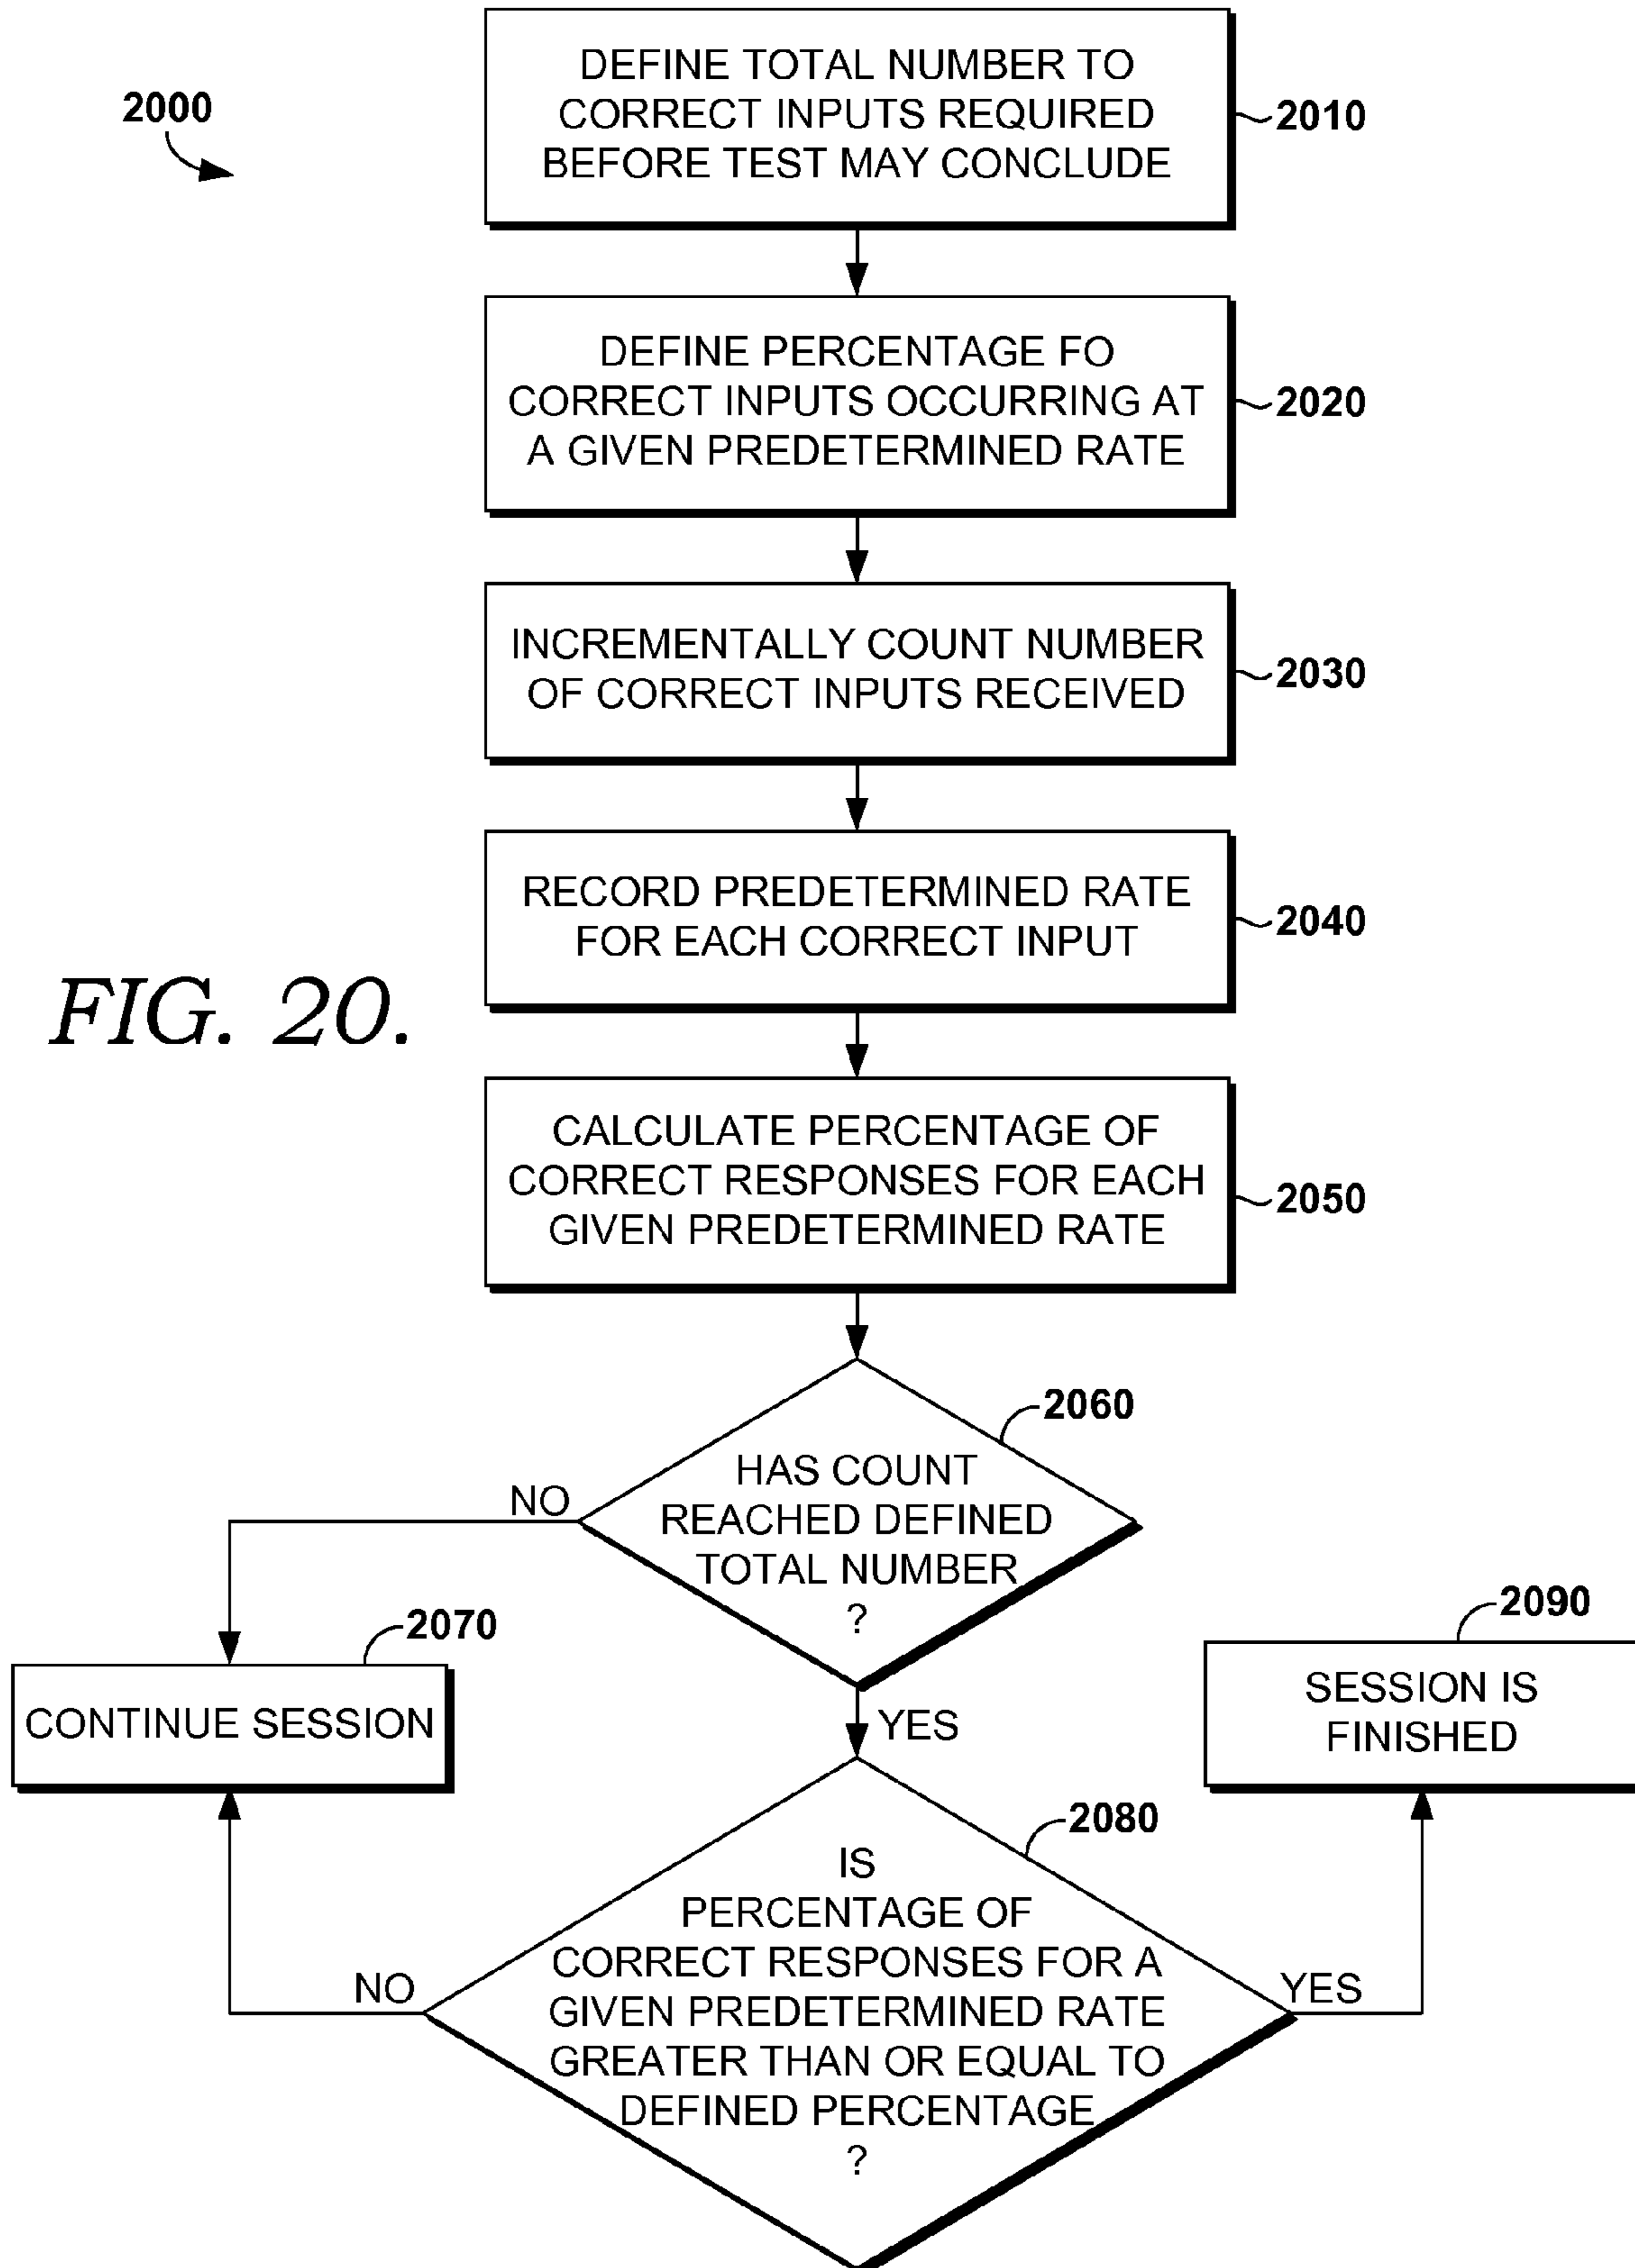 2000
DEFINE TOTAL NUMBER TO
CORRECT INPUTS REQUIRED
BEFORE TEST MAY CONCLUDE
2010
DEFINE PERCENTAGE FO
CORRECT INPUTS OCCURRING AT
A GIVEN PREDETERMINED RATE
2020
INCREMENTALLY COUNT NUMBER
OF CORRECT INPUTS RECEIVED
2030
RECORD PREDETERMINED RATE
FOR EACH CORRECT INPUT
2040
FIG. 20.
CALCULATE PERCENTAGE OF
CORRECT RESPONSES FOR EACH
GIVEN PREDETERMINED RATE
2050
2060
HAS COUNT
REACHED DEFINED
TOTAL NUMBER
?
NO
YES
2070
CONTINUE SESSION
2090
SESSION IS
FINISHED
2080
IS
PERCENTAGE OF
CORRECT RESPONSES FOR A
GIVEN PREDETERMINED RATE
GREATER THAN OR EQUAL TO
DEFINED PERCENTAGE
?
NO
YES